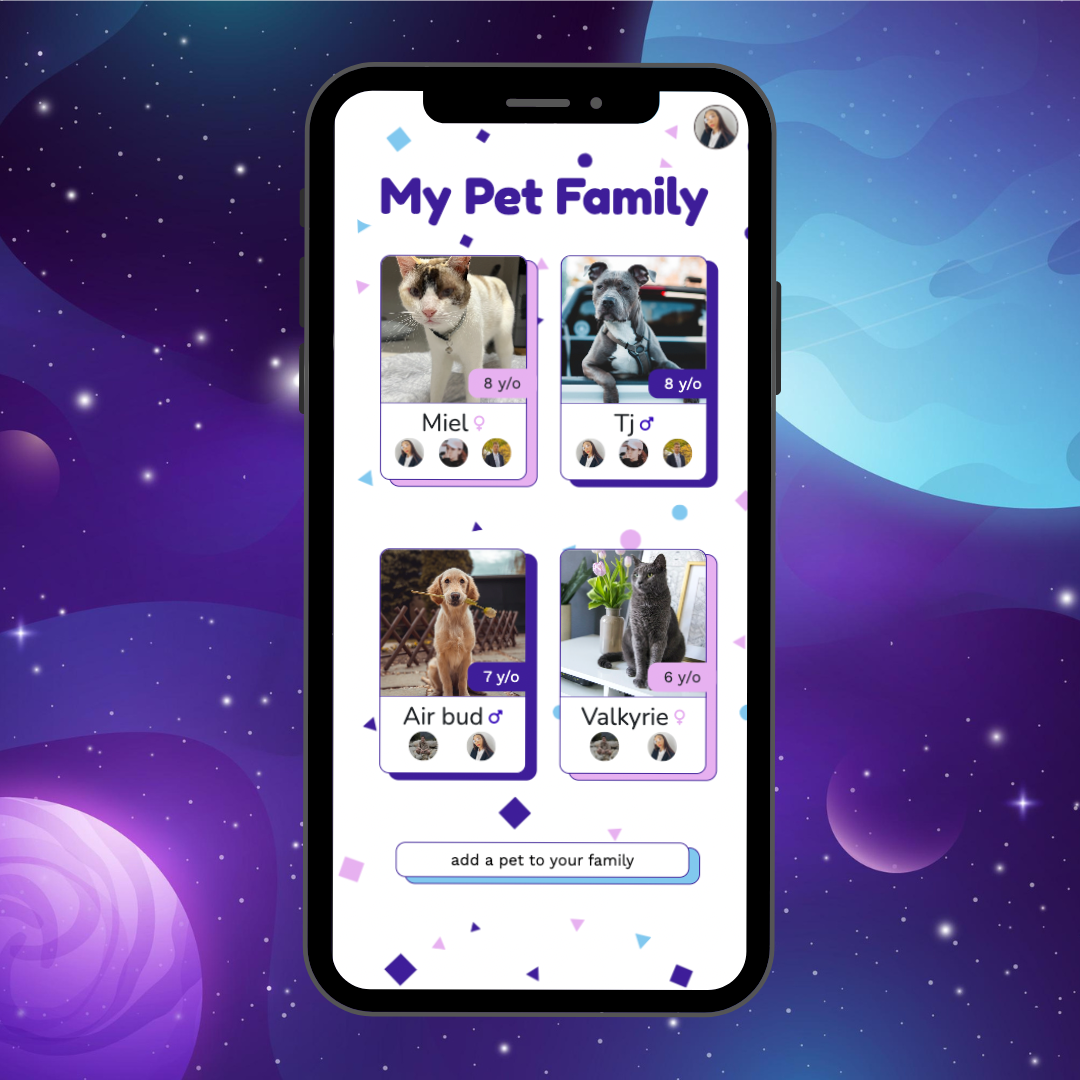 My Pet Family
8 y/o
8 y/o
Miel ♀
Tj ♂
7 y/o
6 y/o
Air bud ♂
Valkyrie ♀
add a pet to your family